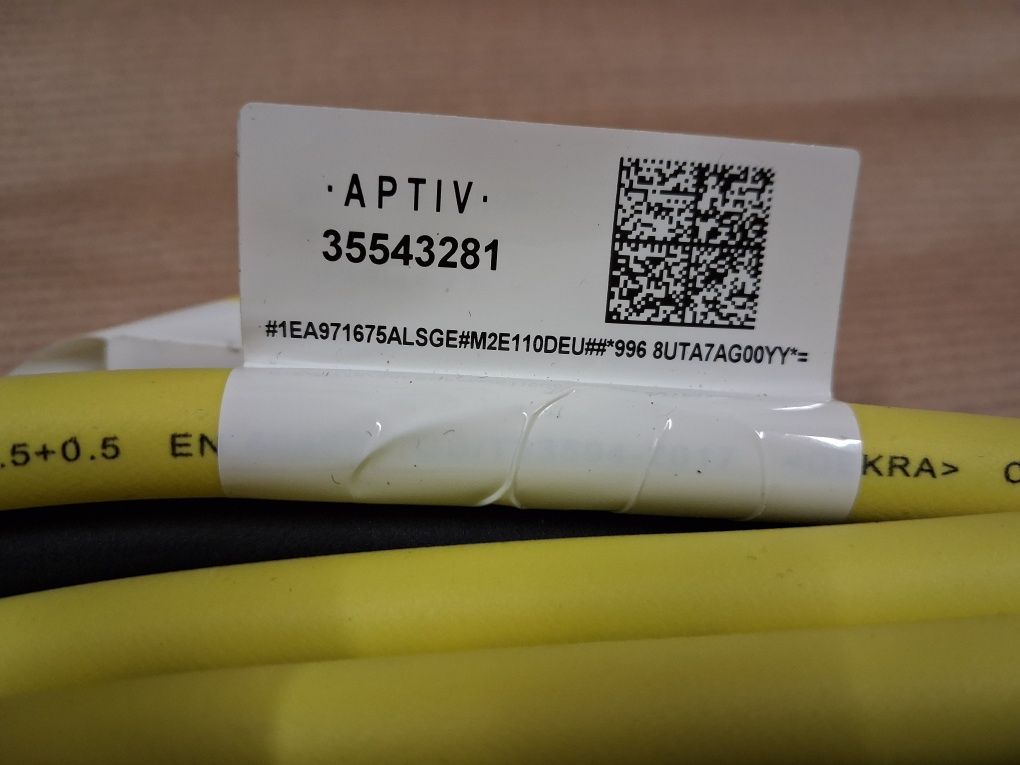 ·APTIV·
35543281
#1EA971675ALSGE#M2E110DEU##*996 8UTA7AG00YY*=
.5+0.5 EN KRA>